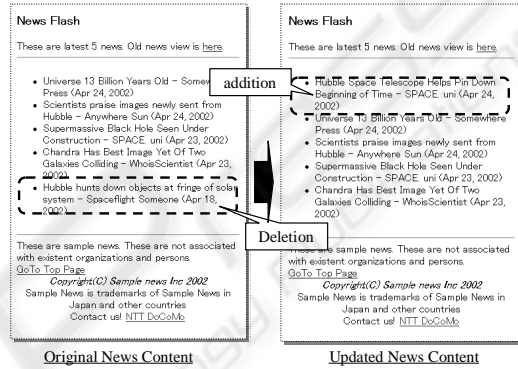 News Flash
These are latest 5 news. Old news view is here.
Universe 13 Billion Years Old - Somew
Press (Apr 24, 2002)
Scientists praise images newly sent from
Hubble - Anywhere Sun (Apr 24, 2002)
Supermassive Black Hole Seen Under
Construction - SPACE. uni (Apr 23, 2002)
Chandra Has Best Image Yet Of Two
Galaxies Colliding - WhoisScientist (Apr 23,
2002)
Hubble hunts down objects at fringe of solar
system - Spaceflight Someone (Apr 18,
2002)
These are sample news. These are not associated
with existent organizations and persons.
GoTo Top Page
Copyright(C) Sample news Inc 2002
Sample News is trademarks of Sample News in
Japan and other countries
Contact us! NTT DoCoMo
Original News Content
addition
Deletion
News Flash
These are latest 5 news. Old news view is here.
Hubble Space Telescope Helps Pin Down
Beginning of Time - SPACE. uni (Apr 24,
2002)
Universe 13 Billion Years Old - Somewhere
Press (Apr 24, 2002)
Scientists praise images newly sent from
Hubble - Anywhere Sun (Apr 24, 2002)
Supermassive Black Hole Seen Under
Construction - SPACE. uni (Apr 23, 2002)
Chandra Has Best Image Yet Of Two
Galaxies Colliding - WhoisScientist (Apr 23,
2002)
These are sample news. These are not associated
with existent organizations and persons.
GoTo Top Page
Copyright(C) Sample news Inc 2002
Sample News is trademarks of Sample News in
Japan and other countries
Contact us! NTT DoCoMo
Updated News Content